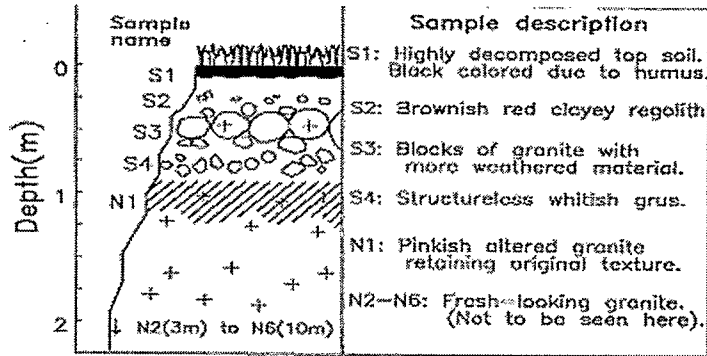 Sample name
Sample description
0
1
2
Depth(m)
S1
S2
S3
S4
N1
↓ N2(3m) to N6(10m)
S1: Highly decomposed top soil.
Black colored due to humus.
S2: Brownish red clayey regolith
S3: Blocks of granite with
more weathered material.
S4: Structureless whitish grus.
N1: Pinkish altered granite
retaining original texture.
N2-N6: Fresh-looking granite.
(Not to be seen here).